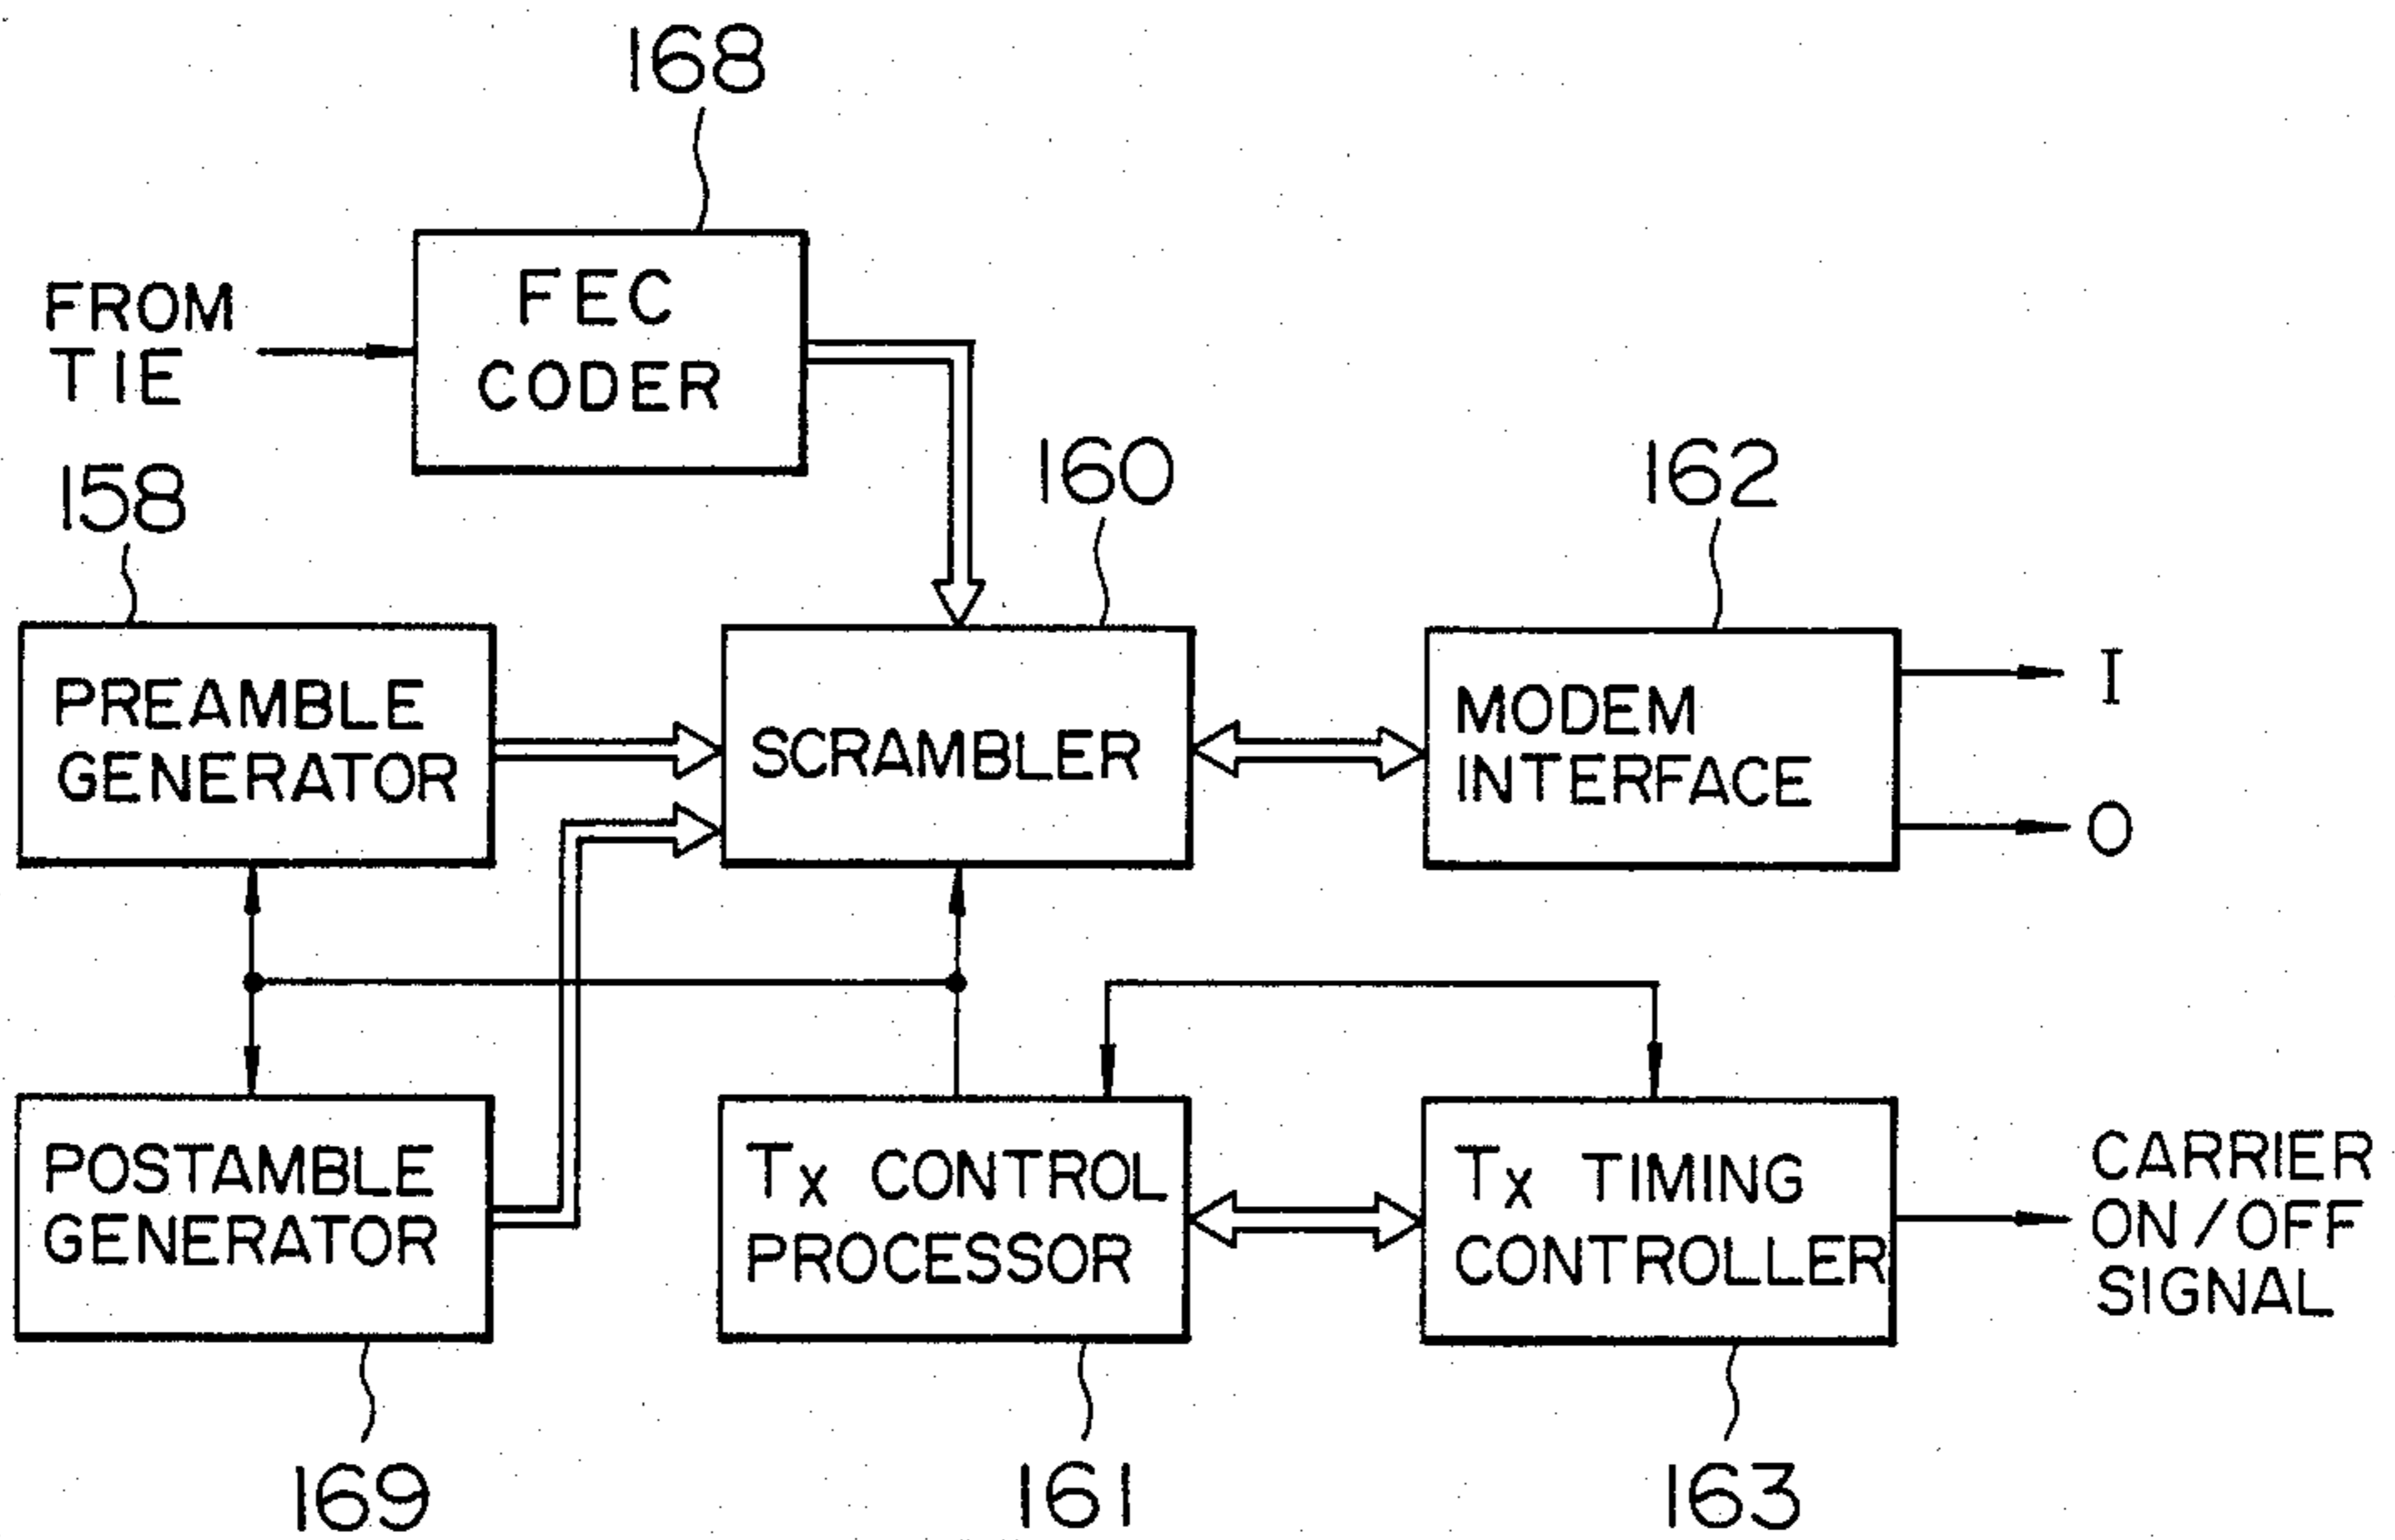 168
FROM
TIE
FEC
CODER
158
160
162
PREAMBLE
GENERATOR
SCRAMBLER
MODEM
INTERFACE
I
O
POSTAMBLE
GENERATOR
Tx CONTROL
PROCESSOR
Tx TIMING
CONTROLLER
CARRIER
ON/OFF
SIGNAL
169
161
163